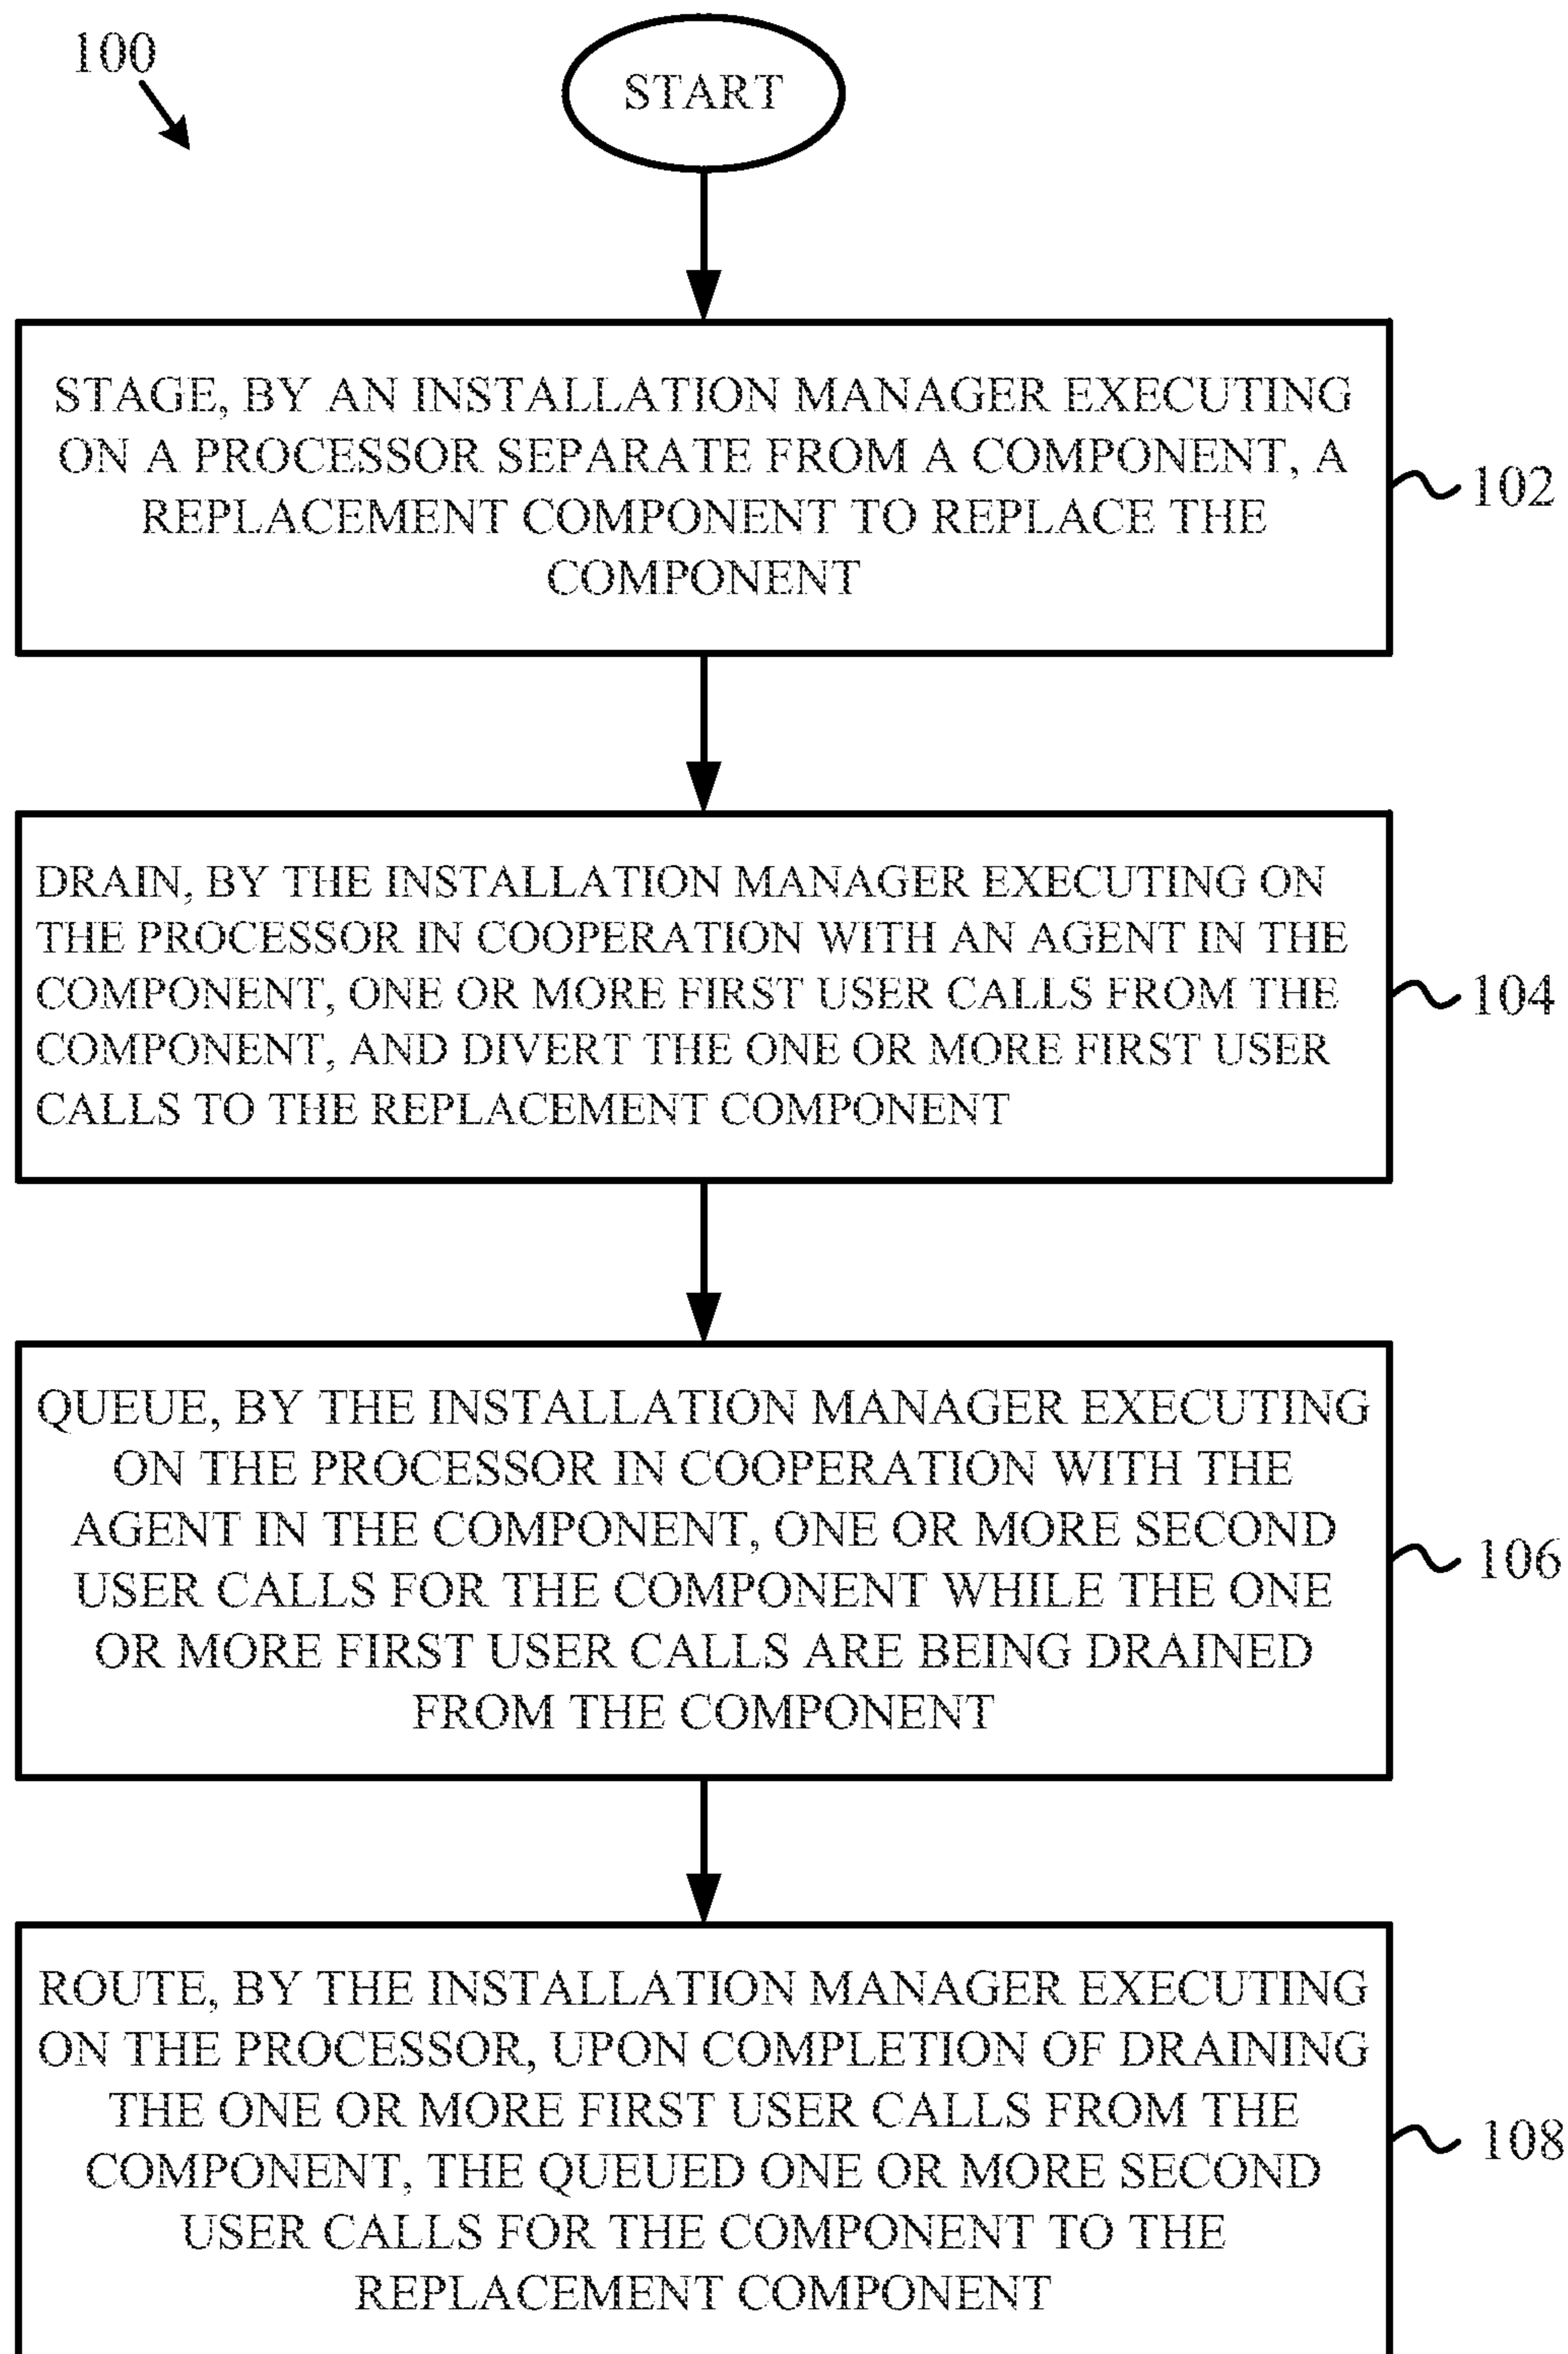 100
START
STAGE, BY AN INSTALLATION MANAGER EXECUTING
ON A PROCESSOR SEPARATE FROM A COMPONENT, A
REPLACEMENT COMPONENT TO REPLACE THE
COMPONENT
102
DRAIN, BY THE INSTALLATION MANAGER EXECUTING ON
THE PROCESSOR IN COOPERATION WITH AN AGENT IN THE
COMPONENT, ONE OR MORE FIRST USER CALLS FROM THE
COMPONENT, AND DIVERT THE ONE OR MORE FIRST USER
CALLS TO THE REPLACEMENT COMPONENT
104
QUEUE, BY THE INSTALLATION MANAGER EXECUTING
ON THE PROCESSOR IN COOPERATION WITH THE
AGENT IN THE COMPONENT, ONE OR MORE SECOND
USER CALLS FOR THE COMPONENT WHILE THE ONE
OR MORE FIRST USER CALLS ARE BEING DRAINED
FROM THE COMPONENT
106
ROUTE, BY THE INSTALLATION MANAGER EXECUTING
ON THE PROCESSOR, UPON COMPLETION OF DRAINING
THE ONE OR MORE FIRST USER CALLS FROM THE
COMPONENT, THE QUEUED ONE OR MORE SECOND
USER CALLS FOR THE COMPONENT TO THE
REPLACEMENT COMPONENT
108